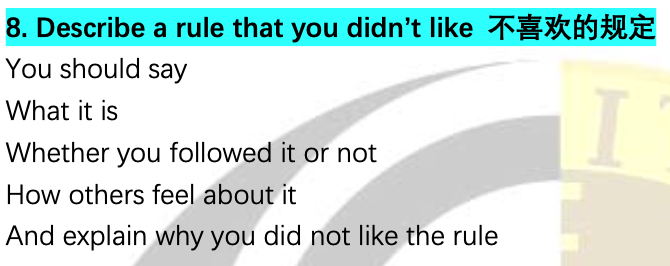 8. Describe a rule that you didn’t like 不喜欢的规定
You should say
What it is
Whether you followed it or not
How others feel about it
And explain why you did not like the rule